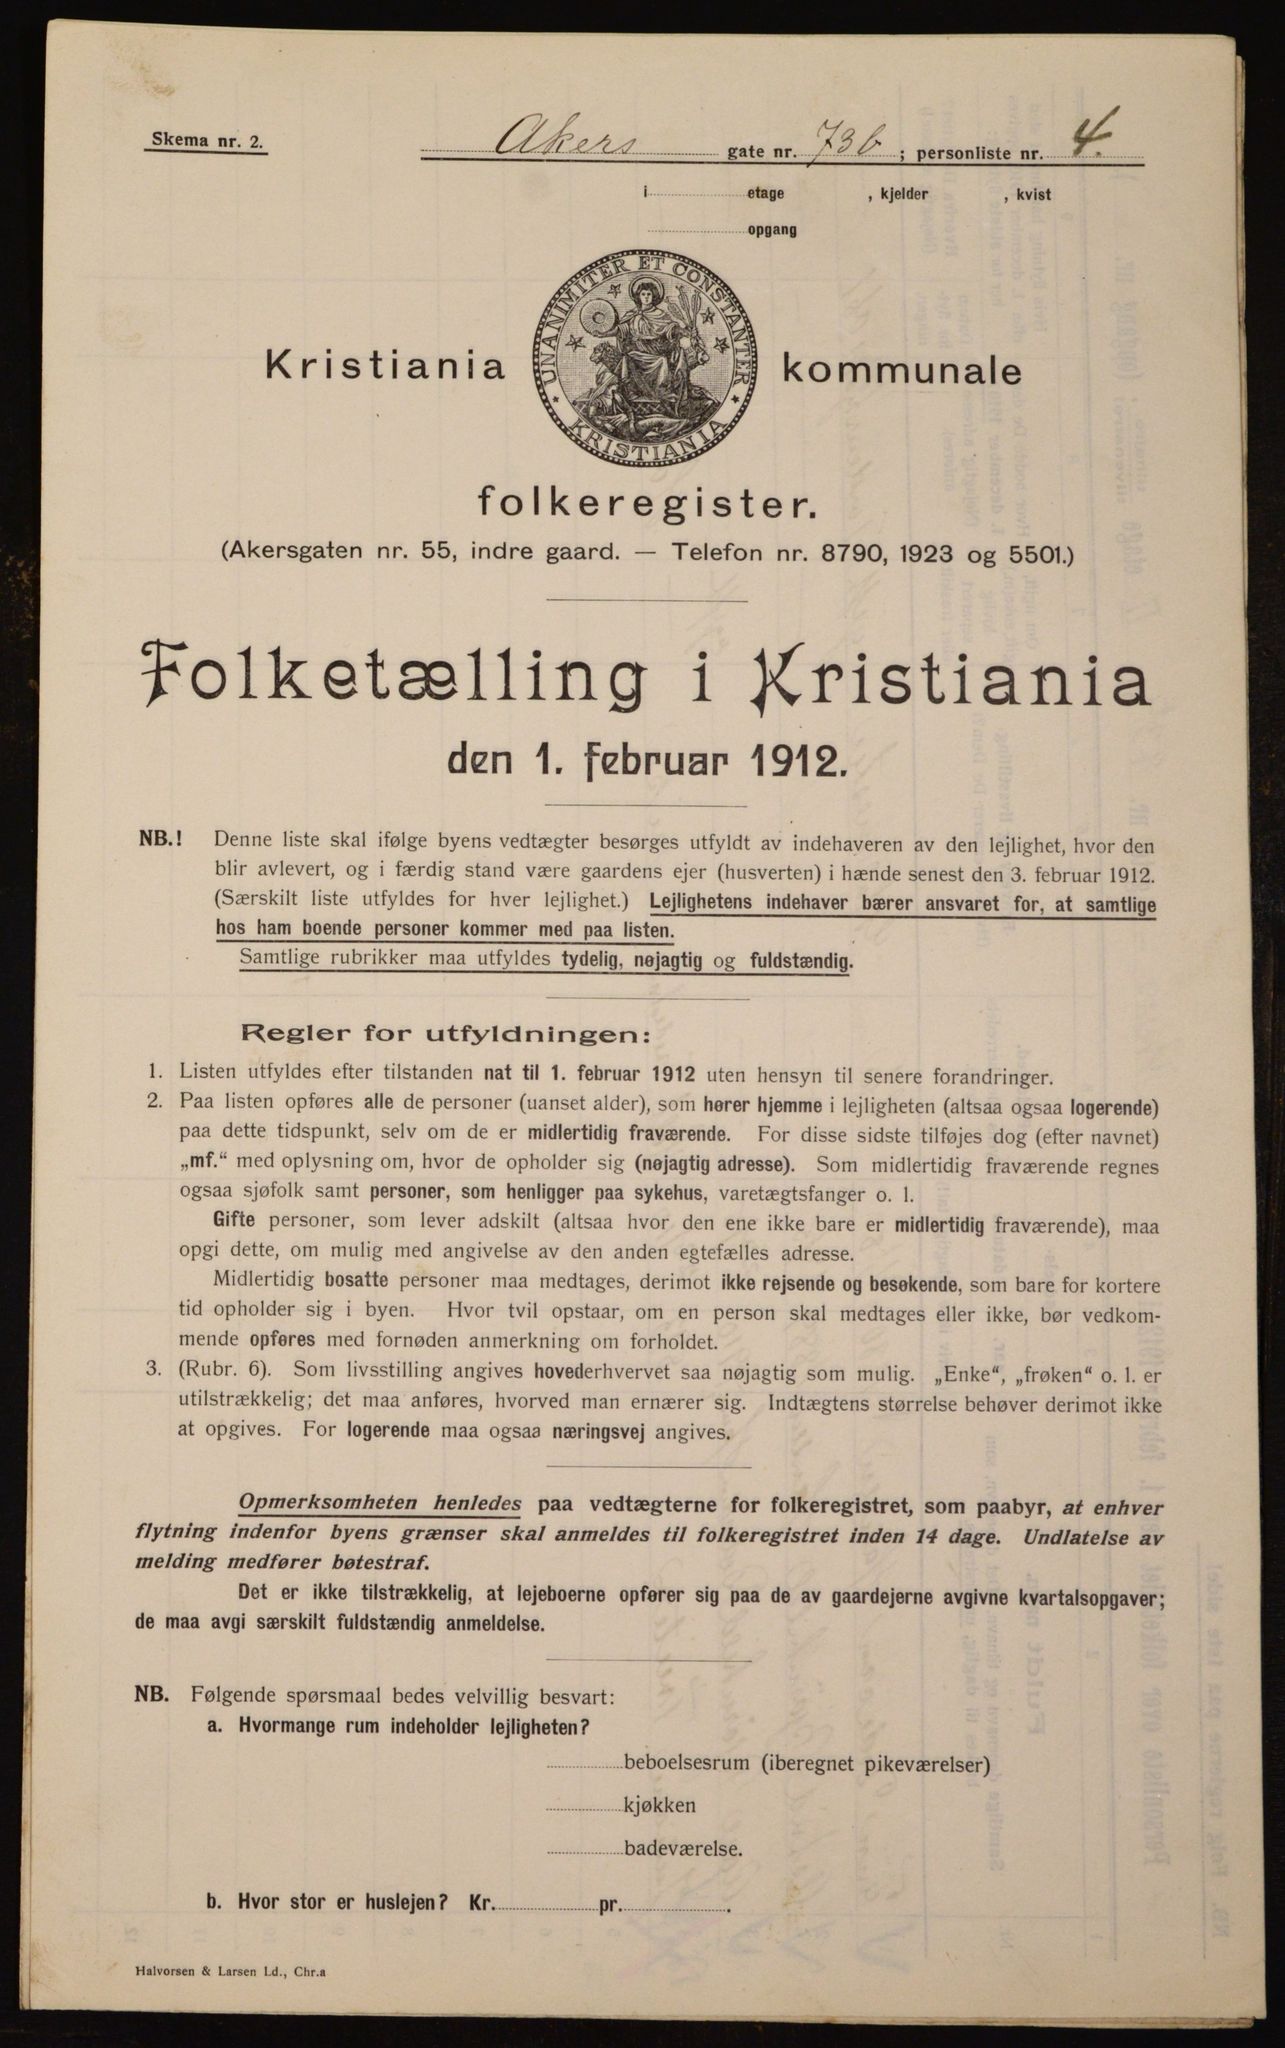 Skema nr. 2.
Akers gate nr. 73b ; personliste nr. 4.
i etage , kjelder , kvist
opgang
UNANIMITER ET CONSTANTER
KRISTIANIA
Kristiania kommunale
folkeregister.
(Akersgaten nr. 55, indre gaard. — Telefon nr. 8790, 1923 og 5501.)
Folketælling i Kristiania
den 1. februar 1912.
NB.! Denne liste skal ifølge byens vedtægter besørges utfyldt av indehaveren av den lejlighet, hvor den
blir avlevert, og i færdig stand være gaardens ejer (husverten) i hænde senest den 3. februar 1912.
(Særskilt liste utfyldes for hver lejlighet.) Lejlighetens indehaver bærer ansvaret for, at samtlige
hos ham boende personer kommer med paa listen.
Samtlige rubrikker maa utfyldes tydelig, nøjagtig og fuldstændig.
Regler for utfyldningen:
1. Listen utfyldes efter tilstanden nat til 1. februar 1912 uten hensyn til senere forandringer.
2. Paa listen opføres alle de personer (uanset alder), som hører hjemme i lejligheten (altsaa ogsaa logerende)
paa dette tidspunkt, selv om de er midlertidig fraværende. For disse sidste tilføjes dog (efter navnet)
„mf.“ med oplysning om, hvor de opholder sig (nøjagtig adresse). Som midlertidig fraværende regnes
ogsaa sjøfolk samt personer, som henligger paa sykehus, varetægtsfanger o. l.
Gifte personer, som lever adskilt (altsaa hvor den ene ikke bare er midlertidig fraværende), maa
opgi dette, om mulig med angivelse av den anden egtefælles adresse.
Midlertidig bosatte personer maa medtages, derimot ikke rejsende og besøkende, som bare for kortere
tid opholder sig i byen. Hvor tvil opstaar, om en person skal medtages eller ikke, bør vedkom-
mende opføres med fornøden anmerkning om forholdet.
3. (Rubr. 6). Som livsstilling angives hovederhvervet saa nøjagtig som mulig. „Enke“, „frøken“ o. l. er
utilstrækkelig; det maa anføres, hvorved man ernærer sig. Indtægtens størrelse behøver derimot ikke
at opgives. For logerende maa ogsaa næringsvej angives.
Opmerksomheten henledes paa vedtægterne for folkeregistret, som paabyr, at enhver
flytning indenfor byens grænser skal anmeldes til folkeregistret inden 14 dage. Undlatelse av
melding medfører bøtestraf.
Det er ikke tilstrækkelig, at lejeboerne opfører sig paa de av gaardejerne avgivne kvartalsopgaver;
de maa avgi særskilt fuldstændig anmeldelse.
NB. Følgende spørsmaal bedes velvillig besvart:
a. Hvormange rum indeholder lejligheten?
beboelsesrum (iberegnet pikeværelser)
kjøkken
badeværelse.
b. Hvor stor er huslejen? Kr. pr. .
Halvorsen & Larsen Ld., Chr.a